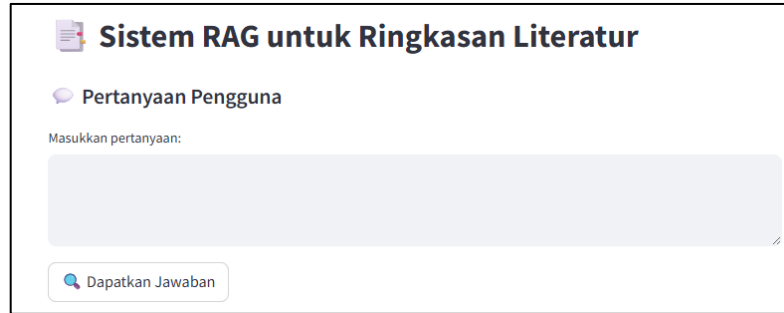 Sistem RAG untuk Ringkasan Literatur
Pertanyaan Pengguna
Masukkan pertanyaan:
Dapatkan Jawaban